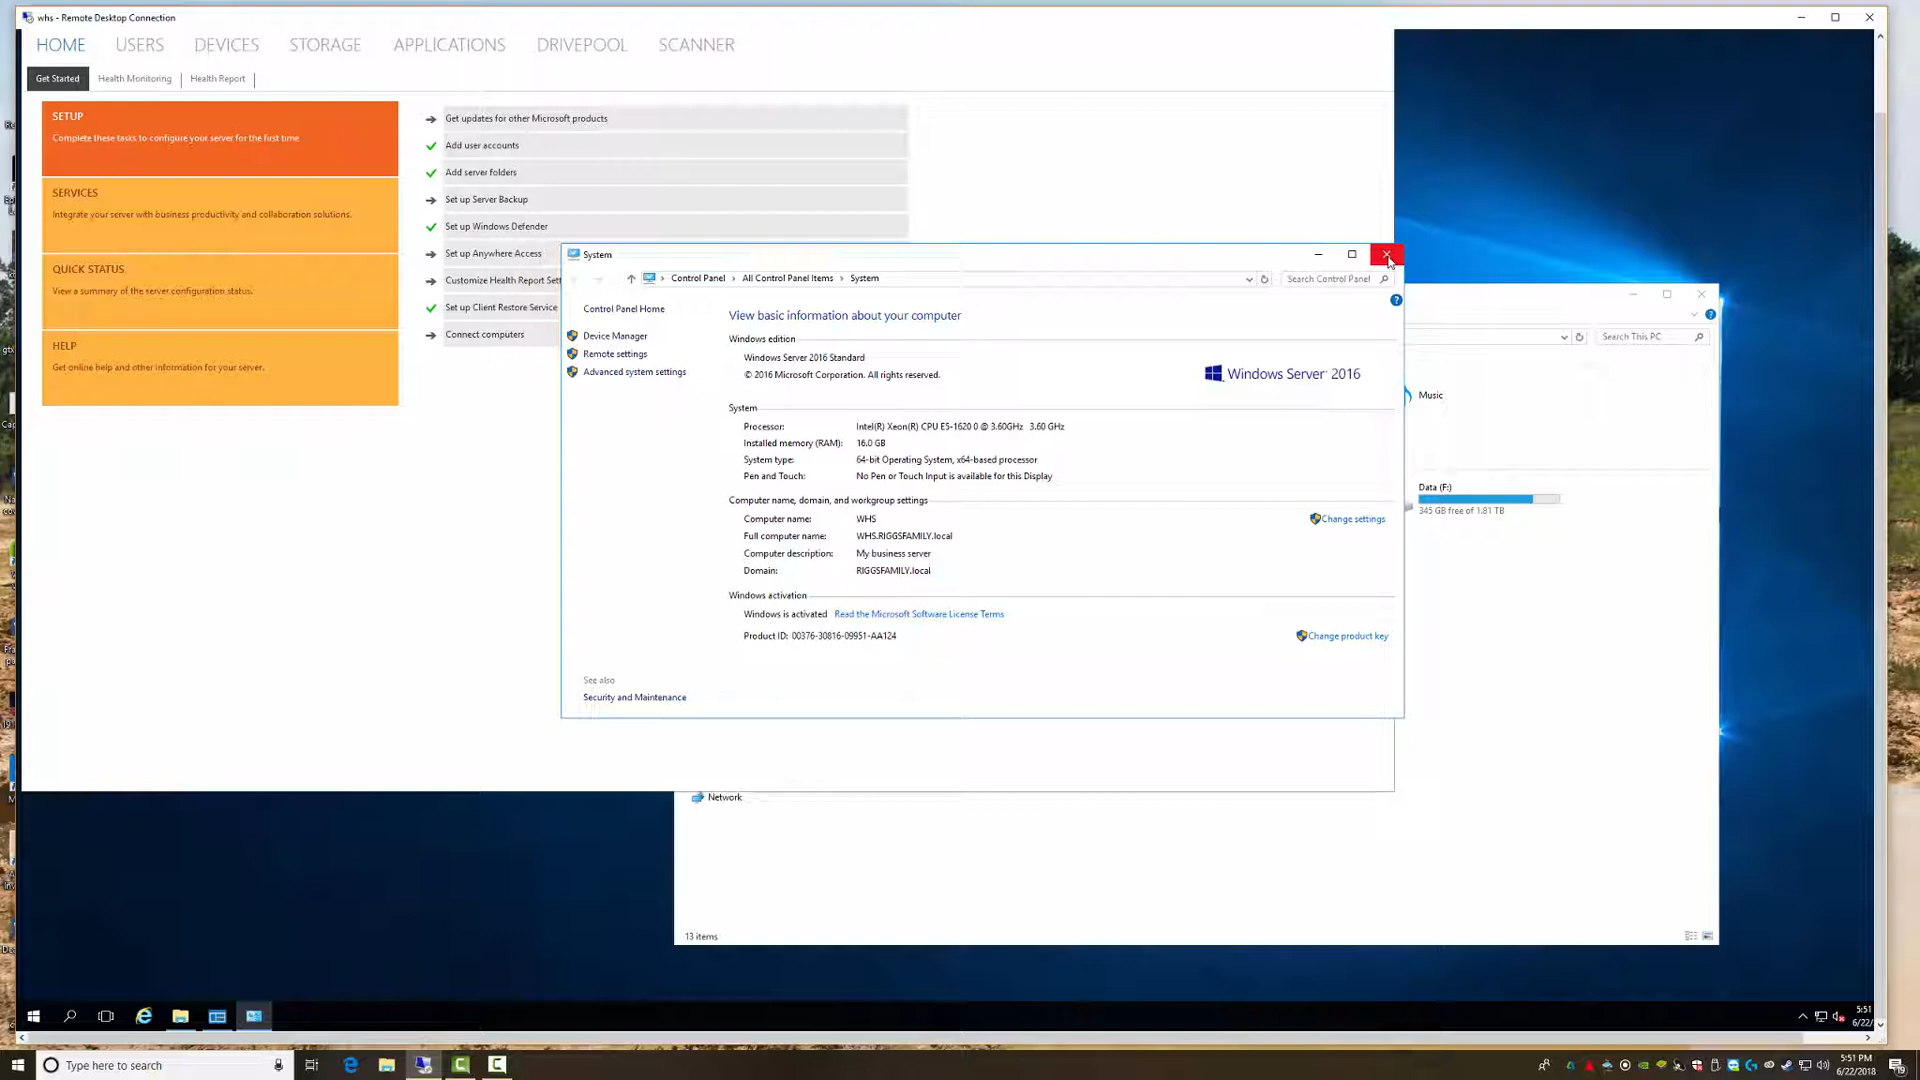 whs - Remote Desktop Connection
HOME USERS DEVICES STORAGE APPLICATIONS DRIVEPOOL SCANNER
Get Started Health Monitoring Health Report
SETUP
Complete these tasks to configure your server for the first time.
SERVICES
Integrate your server with business productivity and collaboration solutions.
QUICK STATUS
View a summary of the server configuration status.
HELP
Get online help and other information for your server.
Get updates for other Microsoft products
Add user accounts
Add server folders
Set up Server Backup
Set up Windows Defender
Set up Anywhere Access
Customize Health Report Set
Set up Client Restore Service
Connect computers
System
Control Panel All Control Panel Items System
Search Control Panel
Control Panel Home
Device Manager
Remote settings
Advanced system settings
See also
Security and Maintenance
View basic information about your computer
Windows edition
Windows Server 2016 Standard
© 2016 Microsoft Corporation. All rights reserved.
Windows Server 2016
System
Processor: Intel(R) Xeon(R) CPU E5-1620 0 @ 3.60GHz 3.60 GHz
Installed memory (RAM): 16.0 GB
System type: 64-bit Operating System, x64-based processor
Pen and Touch: No Pen or Touch Input is available for this Display
Computer name, domain, and workgroup settings
Computer name: WHS
Change settings
Full computer name: WHS.RIGGSFAMILY.local
Computer description: My business server
Domain: RIGGSFAMILY.local
Windows activation
Windows is activated Read the Microsoft Software License Terms
Product ID: 00376-30816-09951-AA124
Change product key
Search This PC
Music
Data (F:)
345 GB free of 1.81 TB
Network
13 items
5:51
6/22/
Type here to search
5:51 PM
6/22/2018
19